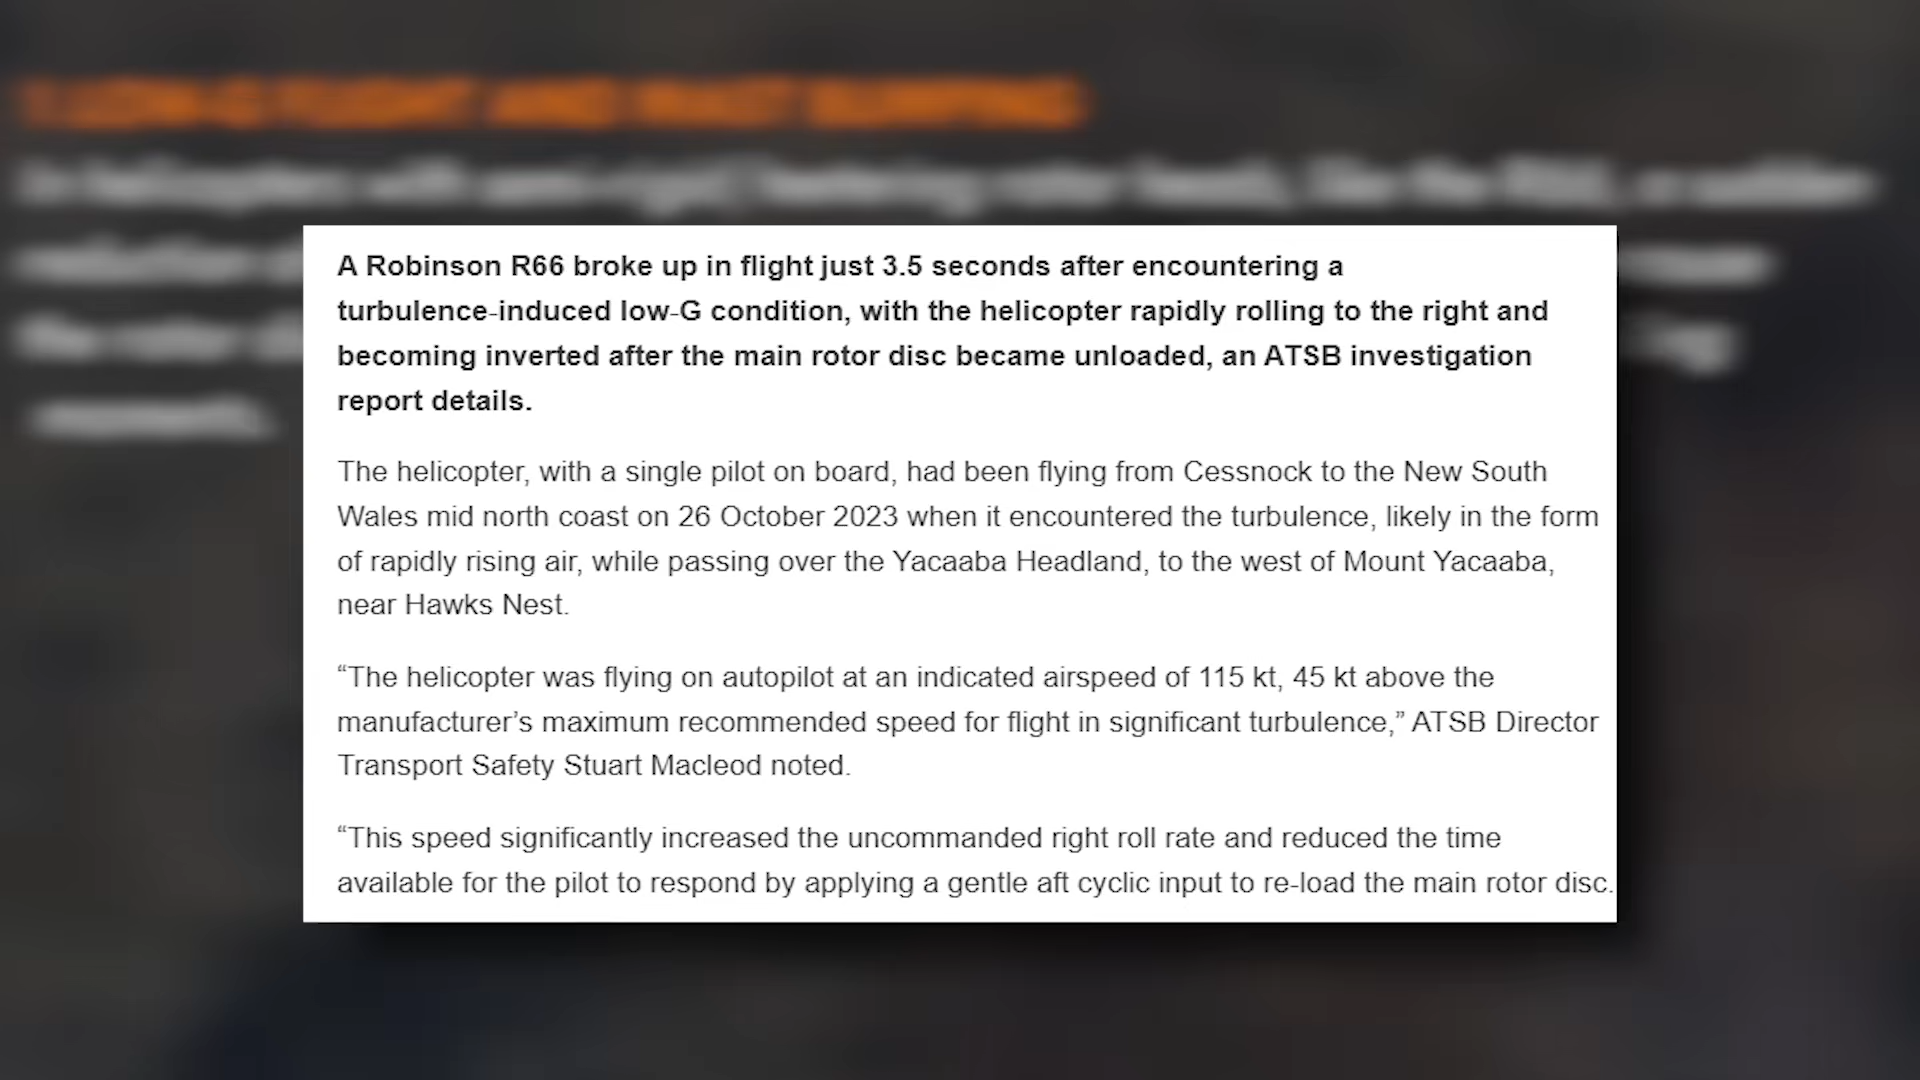 A Robinson R66 broke up in flight just 3.5 seconds after encountering a
turbulence-induced low-G condition, with the helicopter rapidly rolling to the right and
becoming inverted after the main rotor disc became unloaded, an ATSB investigation
report details.
The helicopter, with a single pilot on board, had been flying from Cessnock to the New South
Wales mid north coast on 26 October 2023 when it encountered the turbulence, likely in the form
of rapidly rising air, while passing over the Yacaaba Headland, to the west of Mount Yacaaba,
near Hawks Nest.
“The helicopter was flying on autopilot at an indicated airspeed of 115 kt, 45 kt above the
manufacturer’s maximum recommended speed for flight in significant turbulence,” ATSB Director
Transport Safety Stuart Macleod noted.
“This speed significantly increased the uncommanded right roll rate and reduced the time
available for the pilot to respond by applying a gentle aft cyclic input to re-load the main rotor disc.